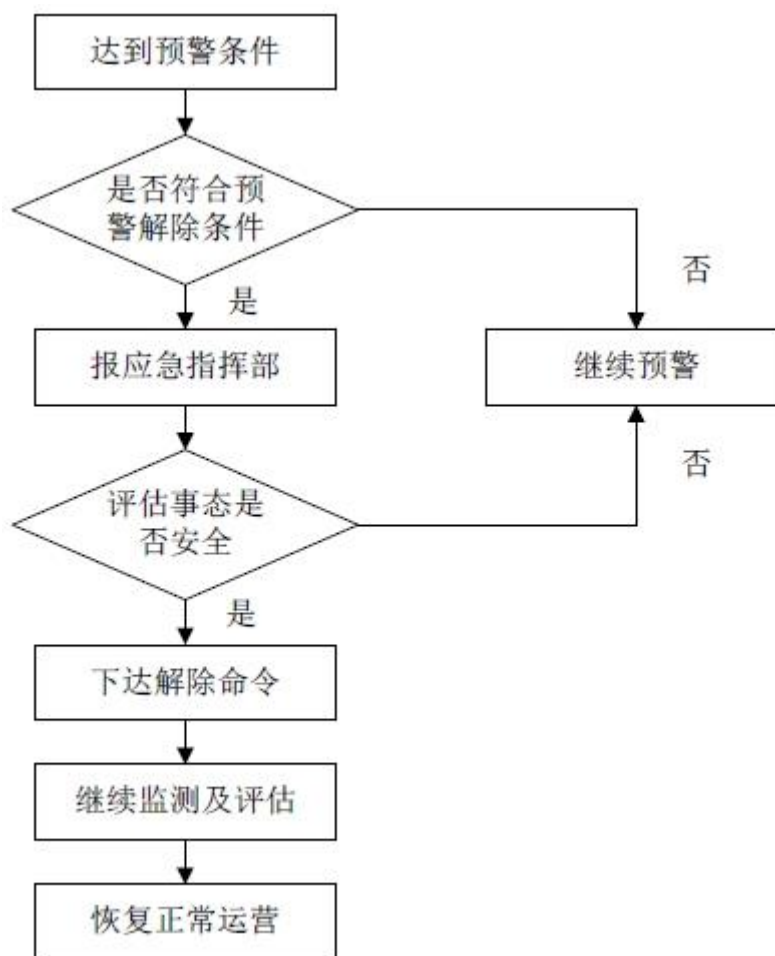 达到预警条件
是否符合预
警解除条件
否
是
报应急指挥部
继续预警
否
评估事态是
否安全
是
下达解除命令
继续监测及评估
恢复正常运营